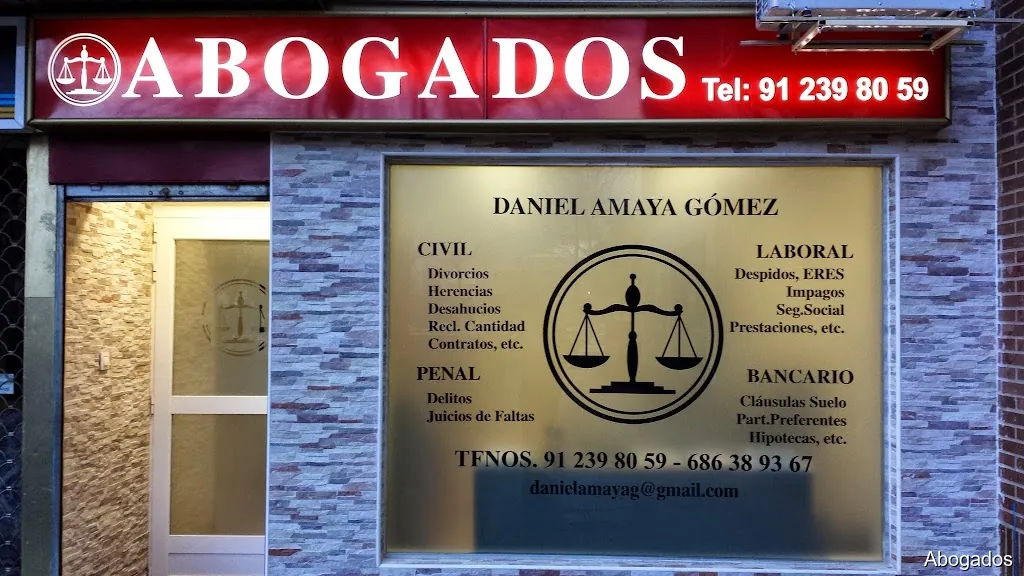 ABOGADOS Tel: 91 239 80 59
DANIEL AMAYA GÓMEZ
CIVIL
Divorcios
Herencias
Desahucios
Recl. Cantidad
Contratos, etc.
PENAL
Delitos
Juicios de Faltas
LABORAL
Despidos, ERES
Impagos
Seg.Social
Prestaciones, etc.
BANCARIO
Cláusulas Suelo
Part.Preferentes
Hipotecas, etc.
TFNOS. 91 239 80 59 - 686 38 93 67
danielamayag@gmail.com
Abogados